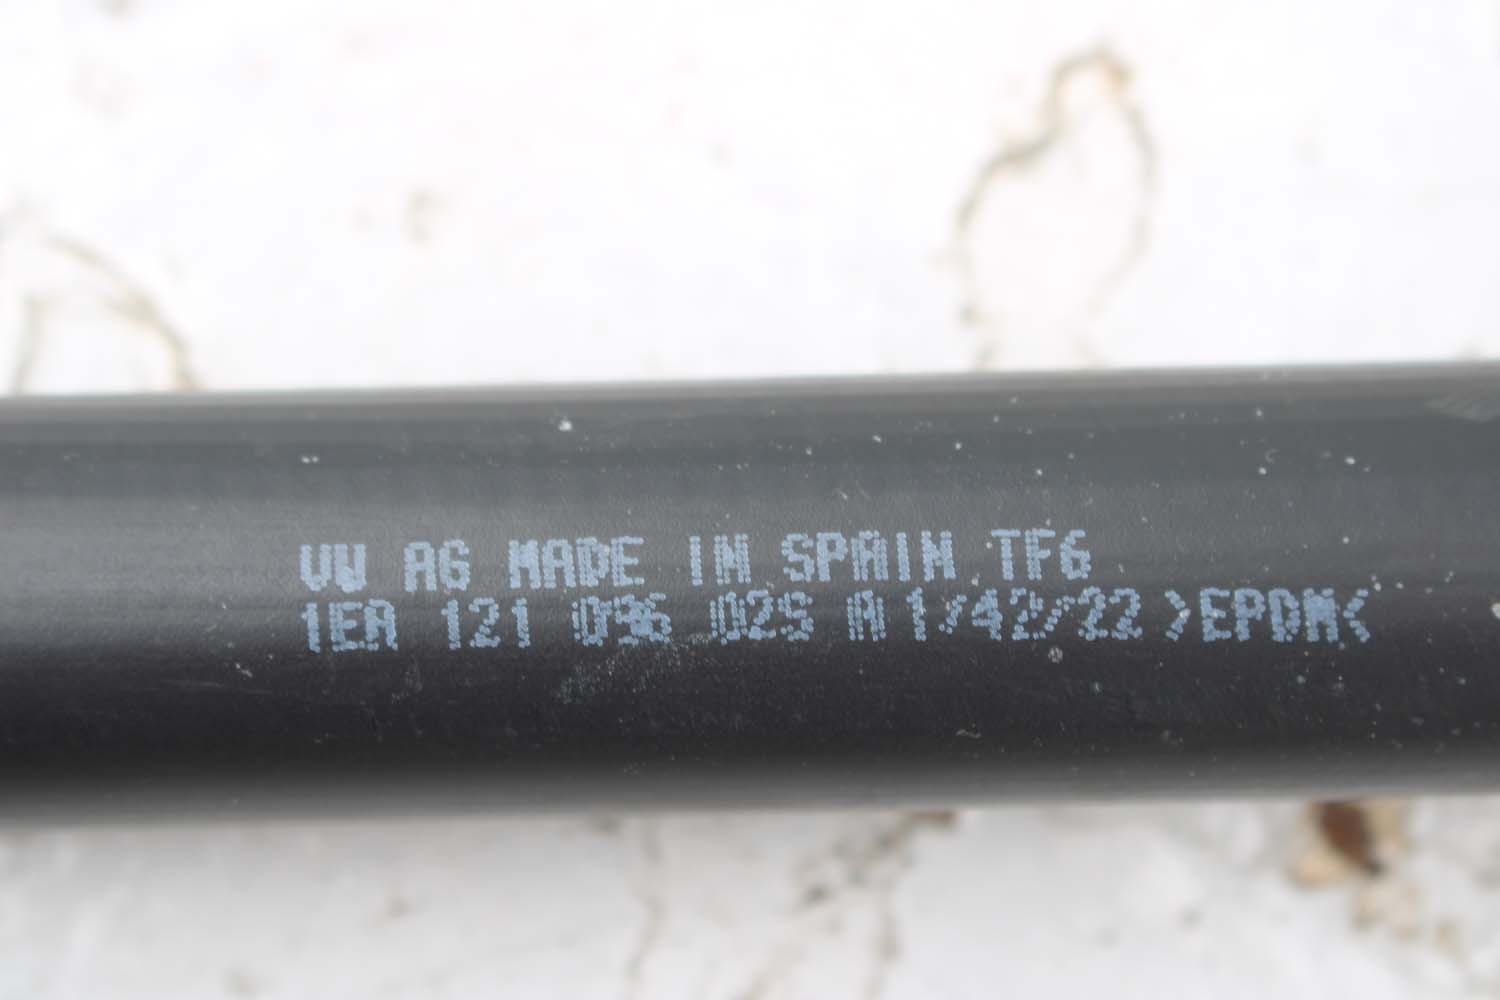 VW AG MADE IN SPAIN TF6
1EA 121 096 02S A 1/42/22 >EPDM<